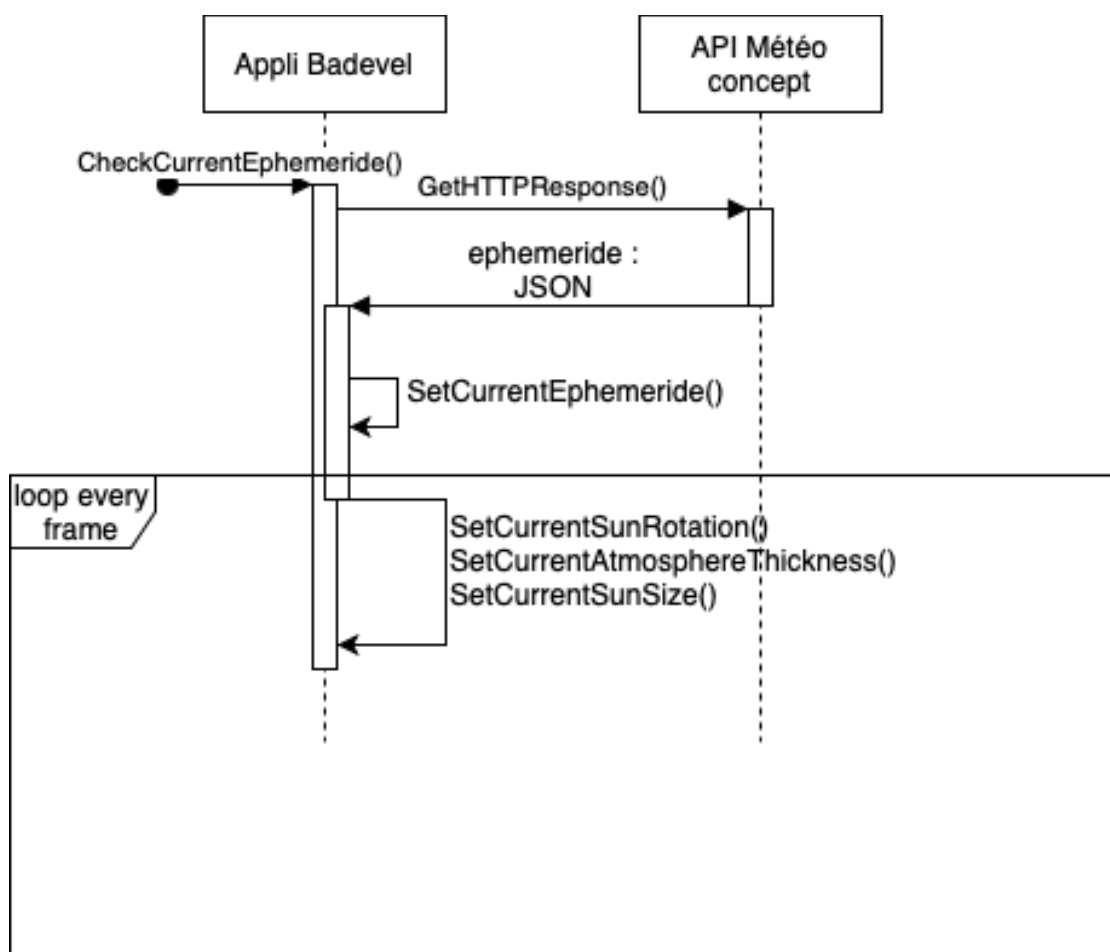 Appli Badevel
API Météo
concept
CheckCurrentEphemeride()
GetHTTPResponse()
ephemeride :
JSON
SetCurrentEphemeride()
loop every
frame
SetCurrentSunRotation()
SetCurrentAtmosphereThickness()
SetCurrentSunSize()